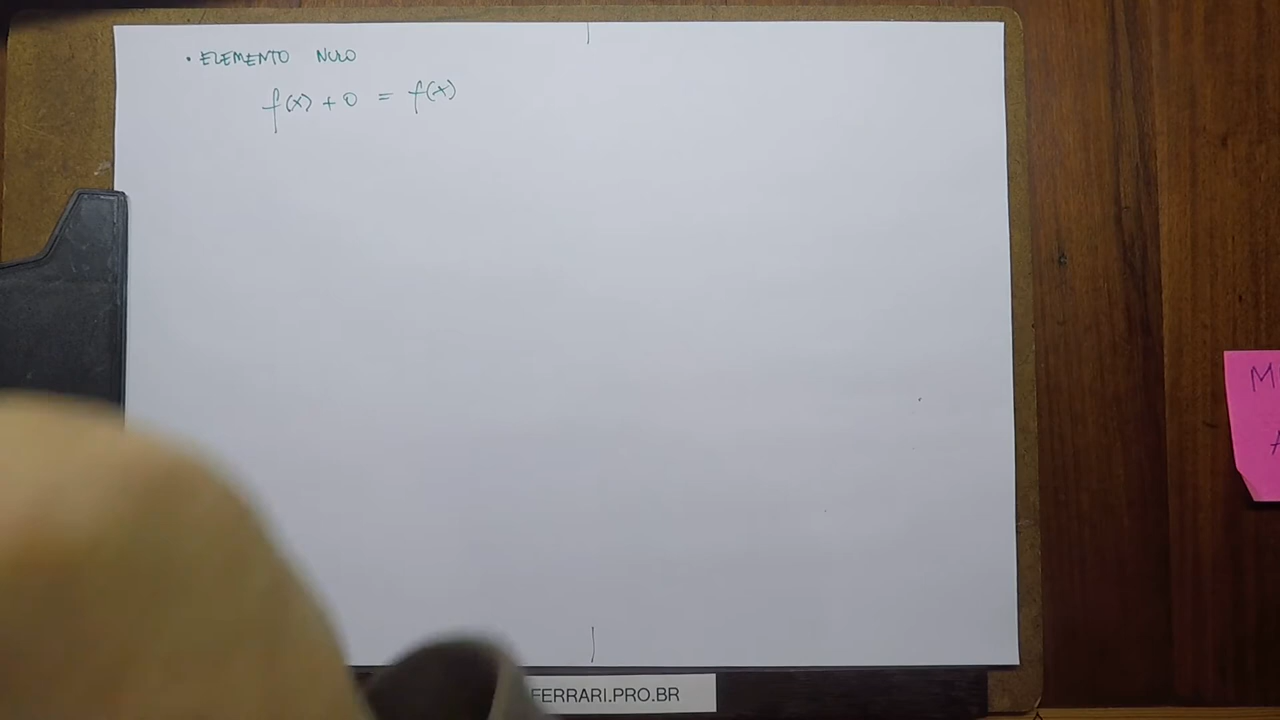 • ELEMENTO NULO
f(x) + 0 = f(x)
FERRARI.PRO.BR